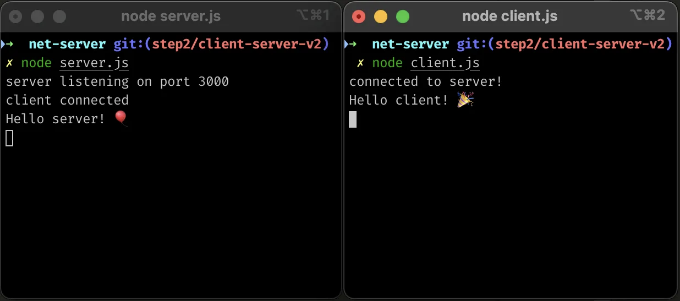 node server.js ⌥⌘1
➜ net-server git:(step2/client-server-v2)
✗ node server.js
server listening on port 3000
client connected
Hello server! 🎈
node client.js ⌥⌘2
➜ net-server git:(step2/client-server-v2)
✗ node client.js
connected to server!
Hello client! 🎉